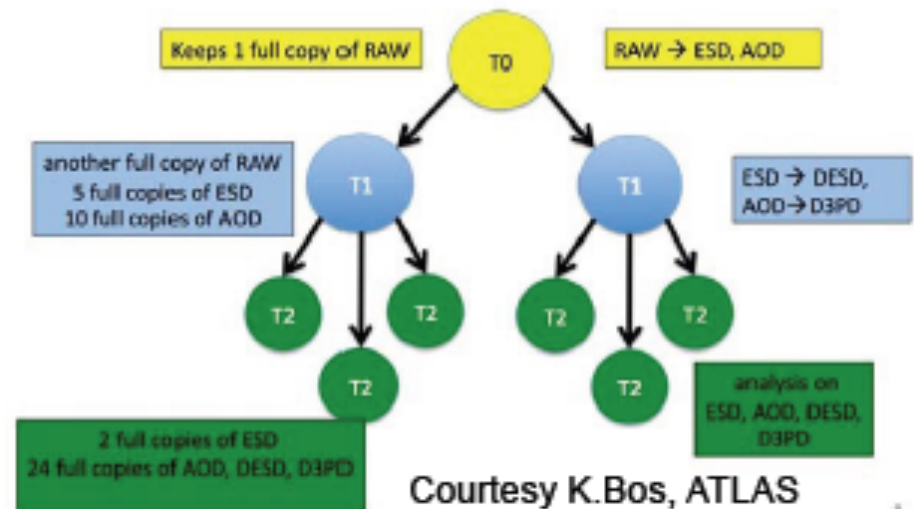 Keeps 1 full copy of RAW
T0
RAW → ESD, AOD
another full copy of RAW
5 full copies of ESD
10 full copies of AOD
T1
T1
ESD → DESD,
AOD→D3PD
T2
T2
T2
T2
T2
T2
2 full copies of ESD
24 full copies of AOD, DESD, D3PD
analysis on
ESD, AOD, DESD,
D3PD
Courtesy K.Bos, ATLAS